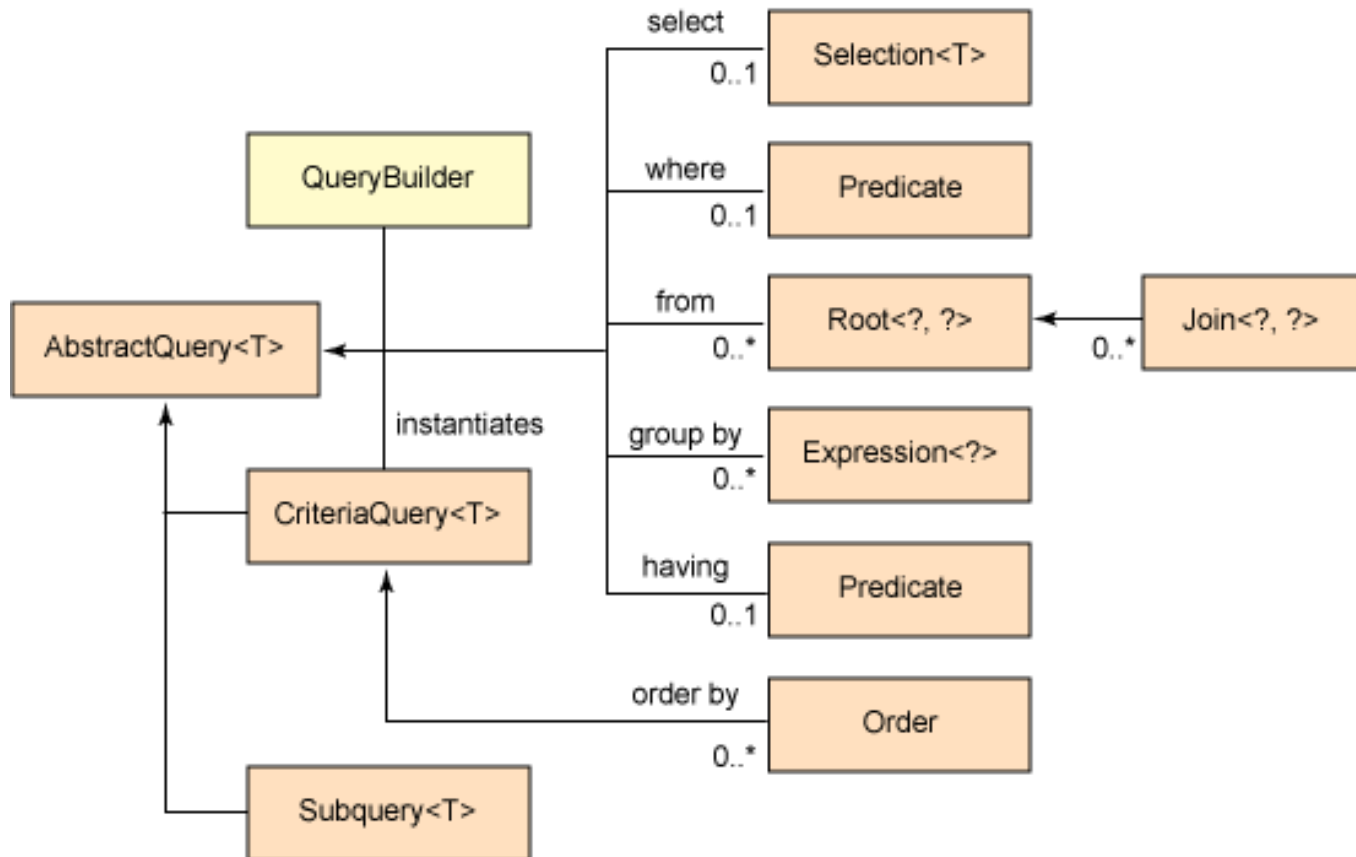 select
0..1
Selection<T>
QueryBuilder
where
0..1
Predicate
from
0..*
Root<?, ?>
0..*
Join<?, ?>
AbstractQuery<T>
instantiates
group by
0..*
Expression<?>
CriteriaQuery<T>
having
0..1
Predicate
order by
0..*
Order
Subquery<T>